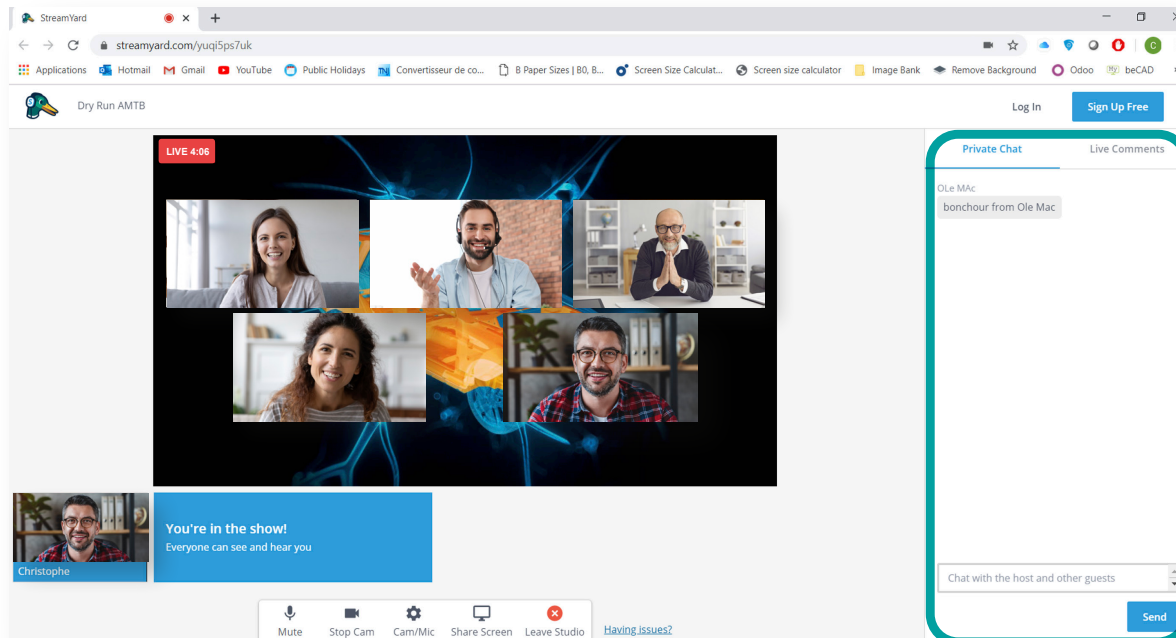 StreamYard
streamyard.com/yuqi5ps7uk
C
Applications Hotmail Gmail YouTube Public Holidays Convertisseur de co... B Paper Sizes | B0, B... Screen Size Calculat... Screen size calculator Image Bank Remove Background Odoo beCAD
Dry Run AMTB
Log In
Sign Up Free
LIVE 4:06
Private Chat
Live Comments
OLe MAc
bonchour from Ole Mac
You're in the show!
Everyone can see and hear you
Christophe
Chat with the host and other guests
Send
Mute Stop Cam Cam/Mic Share Screen Leave Studio Having issues?